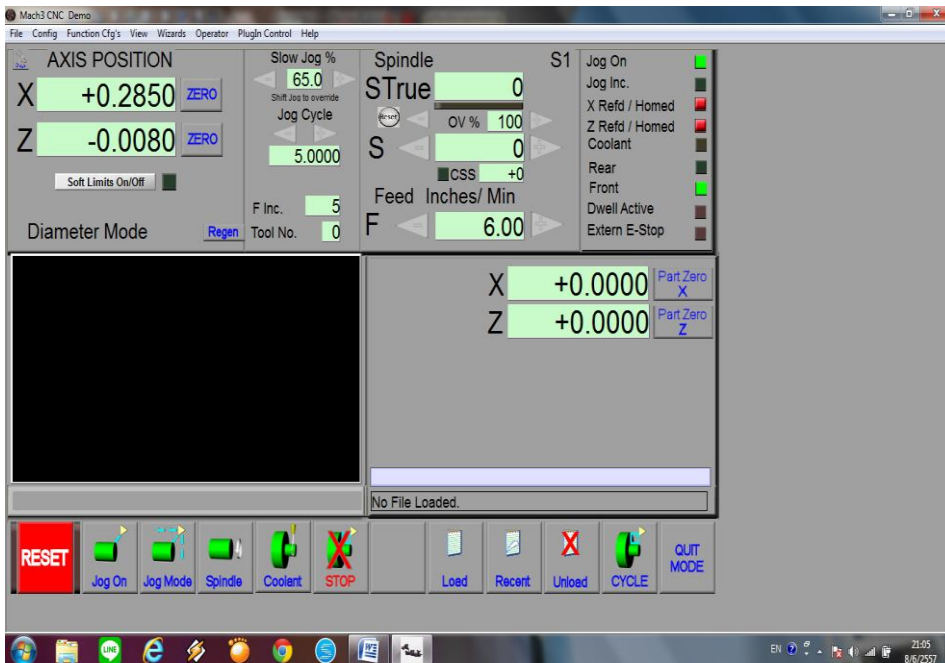 Mach3 CNC Demo
File Config Function Cfg's View Wizards Operator PlugIn Control Help
AXIS POSITION
X +0.2850 ZERO
Z -0.0080 ZERO
Soft Limits On/Off
Diameter Mode Regen
Slow Jog %
65.0
Shift Jog to override
Jog Cycle
5.0000
F Inc. 5
Tool No. 0
Spindle S1
STrue 0
Reset OV % 100
S 0
CSS +0
Feed Inches/ Min
F 6.00
Jog On
Jog Inc.
X Refd / Homed
Z Refd / Homed
Coolant
Rear
Front
Dwell Active
Extern E-Stop
X +0.0000 Part Zero X
Z +0.0000 Part Zero Z
No File Loaded.
RESET
Jog On
Jog Mode
Spindle
Coolent
STOP
Load
Recent
Unload
CYCLE
QUIT
MODE
LINE
EN
21:05
8/6/2557